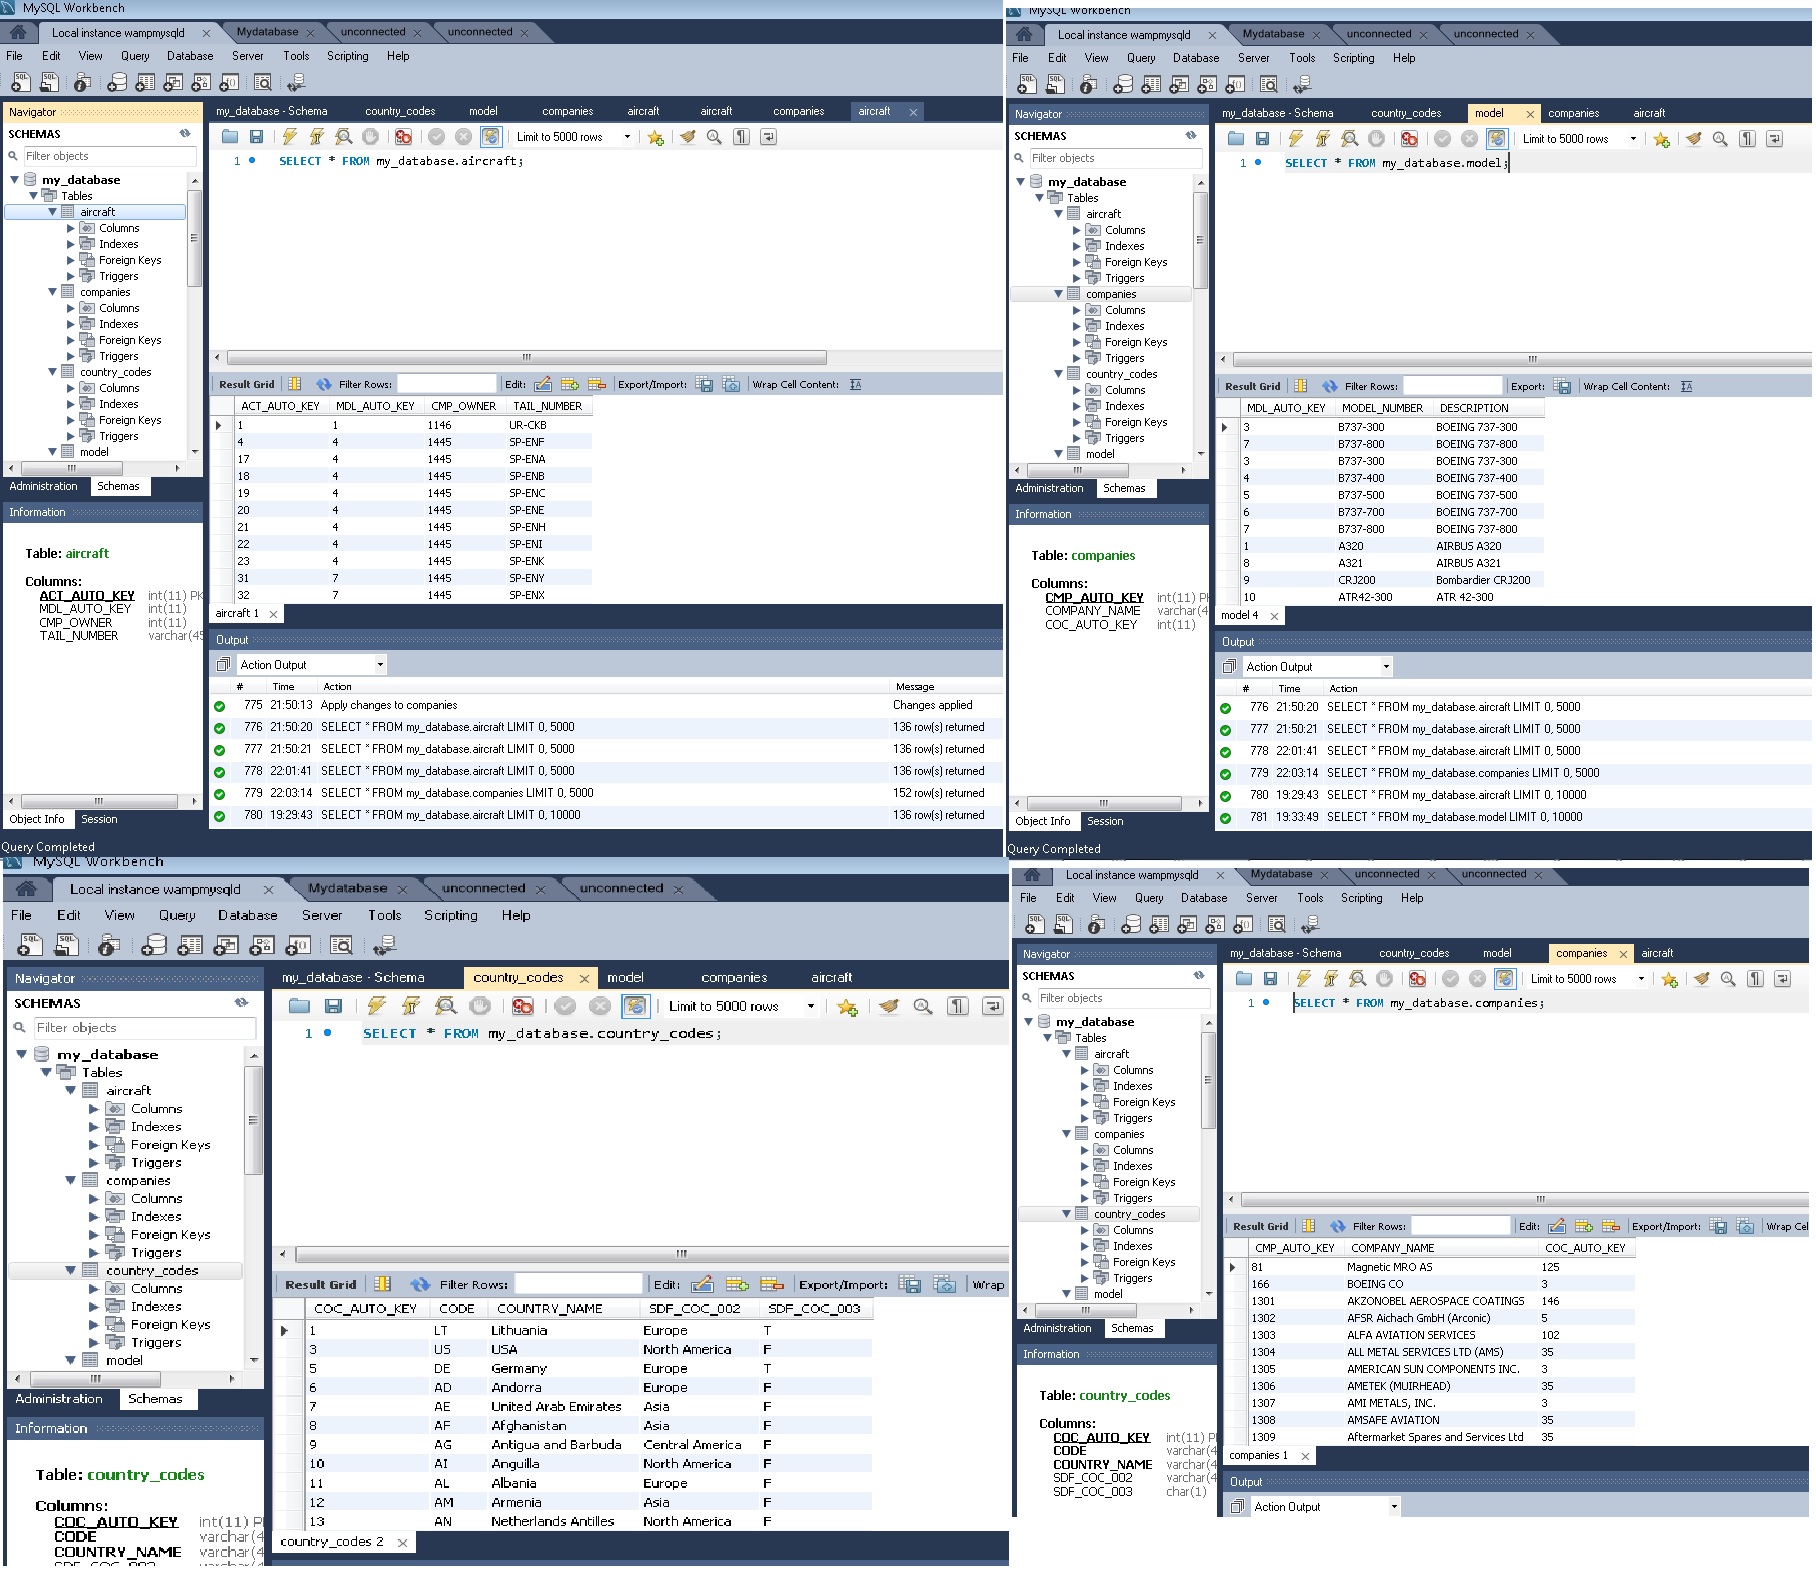 MySQL Workbench
Local instance wampmysqld Mydatabase unconnected unconnected
File Edit View Query Database Server Tools Scripting Help
Navigator my_database - Schema country_codes model companies aircraft aircraft companies aircraft
SCHEMAS Limit to 5000 rows
Filter objects 1 SELECT * FROM my_database.aircraft;
my_database
Tables
aircraft
Columns
Indexes
Foreign Keys
Triggers
companies
Columns
Indexes
Foreign Keys
Triggers
country_codes
Columns
Indexes
Foreign Keys
Triggers
model
Administration Schemas
Information
Table: aircraft
Columns:
ACT_AUTO_KEY int(11) PK
MDL_AUTO_KEY int(11)
CMP_OWNER int(11)
TAIL_NUMBER varchar(45
Object Info Session
Query Completed
Result Grid Filter Rows: Edit: Export/Import: Wrap Cell Content:
ACT_AUTO_KEY MDL_AUTO_KEY CMP_OWNER TAIL_NUMBER
1 1 1146 UR-CKB
4 4 1445 SP-ENF
17 4 1445 SP-ENA
18 4 1445 SP-ENB
19 4 1445 SP-ENC
20 4 1445 SP-ENE
21 4 1445 SP-ENH
22 4 1445 SP-ENI
23 4 1445 SP-ENK
31 7 1445 SP-ENY
32 7 1445 SP-ENX
aircraft 1
Output
Action Output
# Time Action Message
775 21:50:13 Apply changes to companies Changes applied
776 21:50:20 SELECT * FROM my_database.aircraft LIMIT 0, 5000 136 row(s) returned
777 21:50:21 SELECT * FROM my_database.aircraft LIMIT 0, 5000 136 row(s) returned
778 22:01:41 SELECT * FROM my_database.aircraft LIMIT 0, 5000 136 row(s) returned
779 22:03:14 SELECT * FROM my_database.companies LIMIT 0, 5000 152 row(s) returned
780 19:29:43 SELECT * FROM my_database.aircraft LIMIT 0, 10000 136 row(s) returned
MySQL Workbench
Local instance wampmysqld Mydatabase unconnected unconnected
File Edit View Query Database Server Tools Scripting Help
Navigator my_database - Schema country_codes model companies aircraft
SCHEMAS Limit to 5000 rows
Filter objects 1 SELECT * FROM my_database.model;
my_database
Tables
aircraft
Columns
Indexes
Foreign Keys
Triggers
companies
Columns
Indexes
Foreign Keys
Triggers
country_codes
Columns
Indexes
Foreign Keys
Triggers
model
Administration Schemas
Information
Table: companies
Columns:
CMP_AUTO_KEY int(11) P
COMPANY_NAME varchar(4
COC_AUTO_KEY int(11)
Object Info Session
Query Completed
Result Grid Filter Rows: Export: Wrap Cell Content:
MDL_AUTO_KEY MODEL_NUMBER DESCRIPTION
3 B737-300 BOEING 737-300
7 B737-800 BOEING 737-800
3 B737-300 BOEING 737-300
4 B737-400 BOEING 737-400
5 B737-500 BOEING 737-500
6 B737-700 BOEING 737-700
7 B737-800 BOEING 737-800
1 A320 AIRBUS A320
8 A321 AIRBUS A321
9 CRJ200 Bombardier CRJ200
10 ATR42-300 ATR 42-300
model 4
Output
Action Output
# Time Action
776 21:50:20 SELECT * FROM my_database.aircraft LIMIT 0, 5000
777 21:50:21 SELECT * FROM my_database.aircraft LIMIT 0, 5000
778 22:01:41 SELECT * FROM my_database.aircraft LIMIT 0, 5000
779 22:03:14 SELECT * FROM my_database.companies LIMIT 0, 5000
780 19:29:43 SELECT * FROM my_database.aircraft LIMIT 0, 10000
781 19:33:49 SELECT * FROM my_database.model LIMIT 0, 10000
MySQL Workbench
Local instance wampmysqld Mydatabase unconnected unconnected
File Edit View Query Database Server Tools Scripting Help
Navigator my_database - Schema country_codes model companies aircraft
SCHEMAS Limit to 5000 rows
Filter objects 1 SELECT * FROM my_database.country_codes;
my_database
Tables
aircraft
Columns
Indexes
Foreign Keys
Triggers
companies
Columns
Indexes
Foreign Keys
Triggers
country_codes
Columns
Indexes
Foreign Keys
Triggers
model
Administration Schemas
Information
Table: country_codes
Columns:
COC_AUTO_KEY int(11) P
CODE varchar(4
COUNTRY_NAME varchar(4
Result Grid Filter Rows: Edit: Export/Import: Wrap
COC_AUTO_KEY CODE COUNTRY_NAME SDF_COC_002 SDF_COC_003
1 LT Lithuania Europe T
3 US USA North America F
5 DE Germany Europe T
6 AD Andorra Europe F
7 AE United Arab Emirates Asia F
8 AF Afghanistan Asia F
9 AG Antigua and Barbuda Central America F
10 AI Anguilla North America F
11 AL Albania Europe F
12 AM Armenia Asia F
13 AN Netherlands Antilles North America F
country_codes 2
Local instance wampmysqld Mydatabase unconnected unconnected
File Edit View Query Database Server Tools Scripting Help
Navigator my_database - Schema country_codes model companies aircraft
SCHEMAS Limit to 5000 rows
Filter objects 1 SELECT * FROM my_database.companies;
my_database
Tables
aircraft
Columns
Indexes
Foreign Keys
Triggers
companies
Columns
Indexes
Foreign Keys
Triggers
country_codes
Columns
Indexes
Foreign Keys
Triggers
model
Administration Schemas
Information
Table: country_codes
Columns:
COC_AUTO_KEY int(11) P
CODE varchar(4
COUNTRY_NAME varchar(4
SDF_COC_002 varchar(4
SDF_COC_003 char(1)
Result Grid Filter Rows: Edit: Export/Import: Wrap Cel
CMP_AUTO_KEY COMPANY_NAME COC_AUTO_KEY
81 Magnetic MRO AS 125
166 BOEING CO 3
1301 AKZONOBEL AEROSPACE COATINGS 146
1302 AFSR Aichach GmbH (Arconic) 5
1303 ALFA AVIATION SERVICES 102
1304 ALL METAL SERVICES LTD (AMS) 35
1305 AMERICAN SUN COMPONENTS INC. 3
1306 AMETEK (MUIRHEAD) 35
1307 AMI METALS, INC. 3
1308 AMSAFE AVIATION 35
1309 Aftermarket Spares and Services Ltd 35
companies 1
Output
Action Output